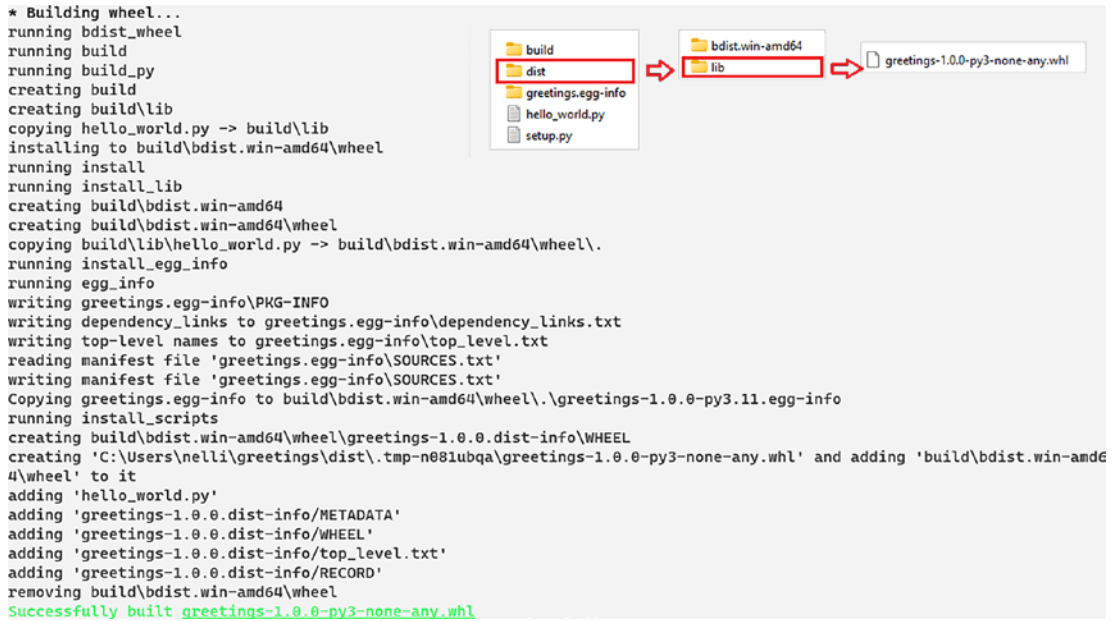 * Building wheel...
running bdist_wheel
running build
running build_py
creating build
creating build\lib
copying hello_world.py -> build\lib
installing to build\bdist.win-amd64\wheel
running install
running install_lib
creating build\bdist.win-amd64
creating build\bdist.win-amd64\wheel
copying build\lib\hello_world.py -> build\bdist.win-amd64\wheel\.
running install_egg_info
running egg_info
writing greetings.egg-info\PKG-INFO
writing dependency_links to greetings.egg-info\dependency_links.txt
writing top-level names to greetings.egg-info\top_level.txt
reading manifest file 'greetings.egg-info\SOURCES.txt'
writing manifest file 'greetings.egg-info\SOURCES.txt'
Copying greetings.egg-info to build\bdist.win-amd64\wheel\.\greetings-1.0.0-py3.11.egg-info
running install_scripts
creating build\bdist.win-amd64\wheel\greetings-1.0.0.dist-info\WHEEL
creating 'C:\Users\nelli\greetings\dist\.tmp-n081ubqa\greetings-1.0.0-py3-none-any.whl' and adding 'build\bdist.win-amd6
4\wheel' to it
adding 'hello_world.py'
adding 'greetings-1.0.0.dist-info/METADATA'
adding 'greetings-1.0.0.dist-info/WHEEL'
adding 'greetings-1.0.0.dist-info/top_level.txt'
adding 'greetings-1.0.0.dist-info/RECORD'
removing build\bdist.win-amd64\wheel
Successfully built greetings-1.0.0-py3-none-any.whl
build
dist
greetings.egg-info
hello_world.py
setup.py
bdist.win-amd64
lib
greetings-1.0.0-py3-none-any.whl